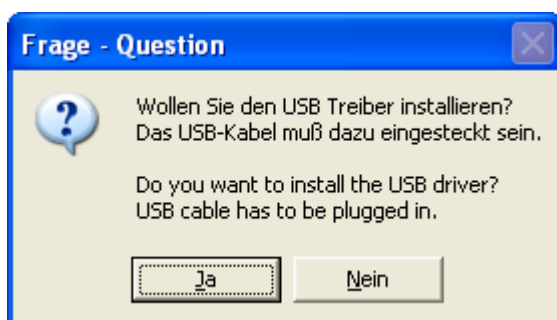 Frage - Question
Wollen Sie den USB Treiber installieren?
Das USB-Kabel muß dazu eingesteckt sein.
Do you want to install the USB driver?
USB cable has to be plugged in.
Ja
Nein